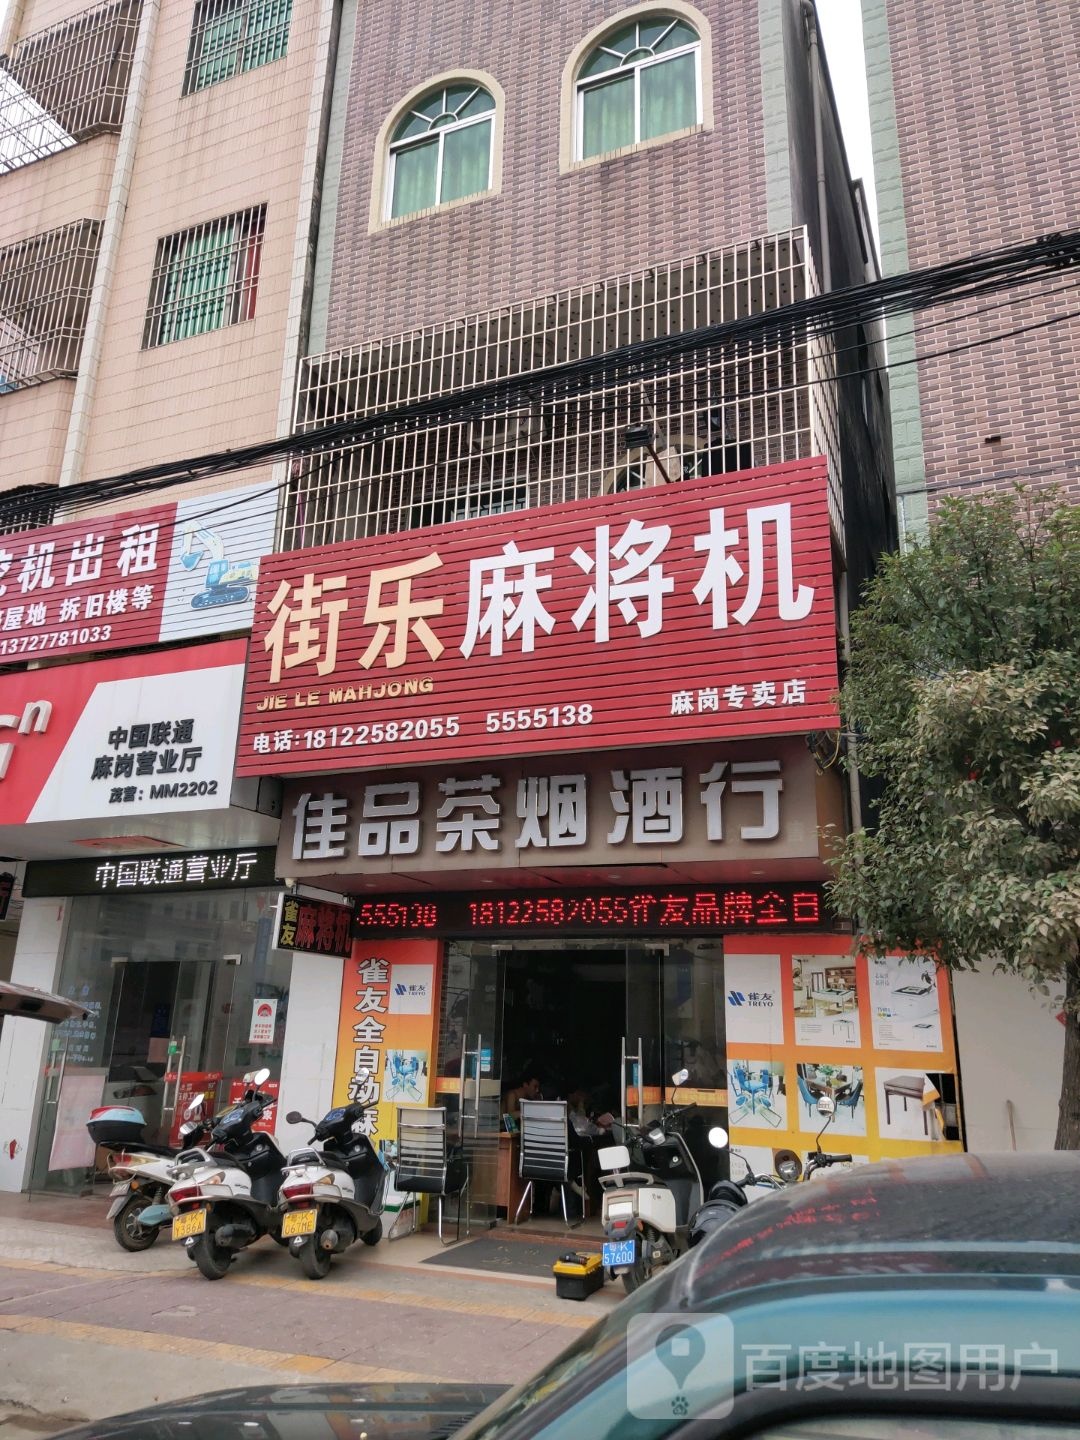 机出租
屋地 拆旧楼等
13727781033
中国联通
麻岗营业厅
茂营：MM2202
中国联通营业厅
街乐麻将机
JIE LE MAHJONG
电话:18122582055 5555138
麻岗专卖店
佳品茶烟酒行
雀友
麻将机
555138 18122582055雀友品牌全自
雀友全自动麻
雀友
TREYO
雀友
TREYO
57600
百度地图用户